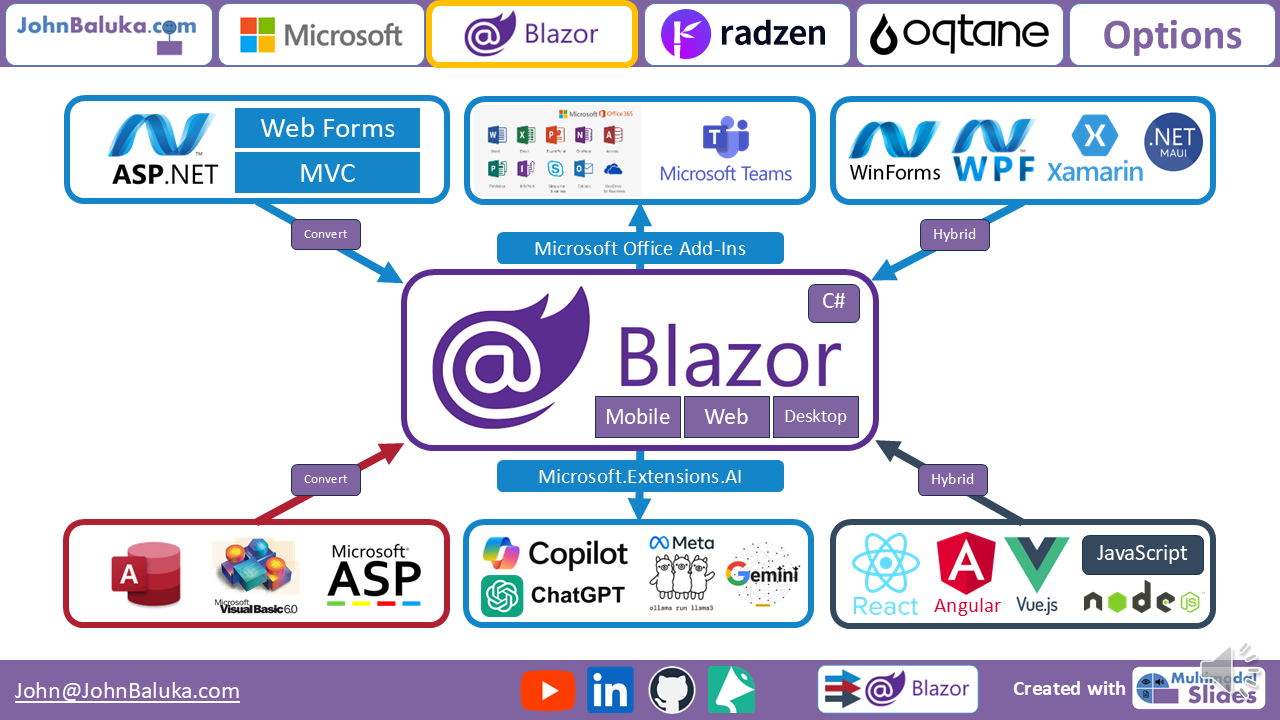 JohnBaluka.com
Microsoft
Blazor
radzen
oqtane
Options
ASP.NET
Web Forms
MVC
Microsoft Office 365
Word Excel PowerPoint OneNote Access
Publisher InfoPath Skype for Business Outlook OneDrive for Business
Microsoft Teams
WinForms
WPF
Xamarin
.NET
MAUI
Convert
Microsoft Office Add-Ins
Hybrid
C#
@ Blazor
Mobile
Web
Desktop
Convert
Microsoft.Extensions.AI
Hybrid
A
Microsoft
Visual Basic 6.0
Microsoft
ASP
Copilot
ChatGPT
Meta
ollama run llama3
Gemini
React
Angular
Vue.js
JavaScript
node JS
John@JohnBaluka.com
in
@ Blazor
Created with
Multimodal
Slides